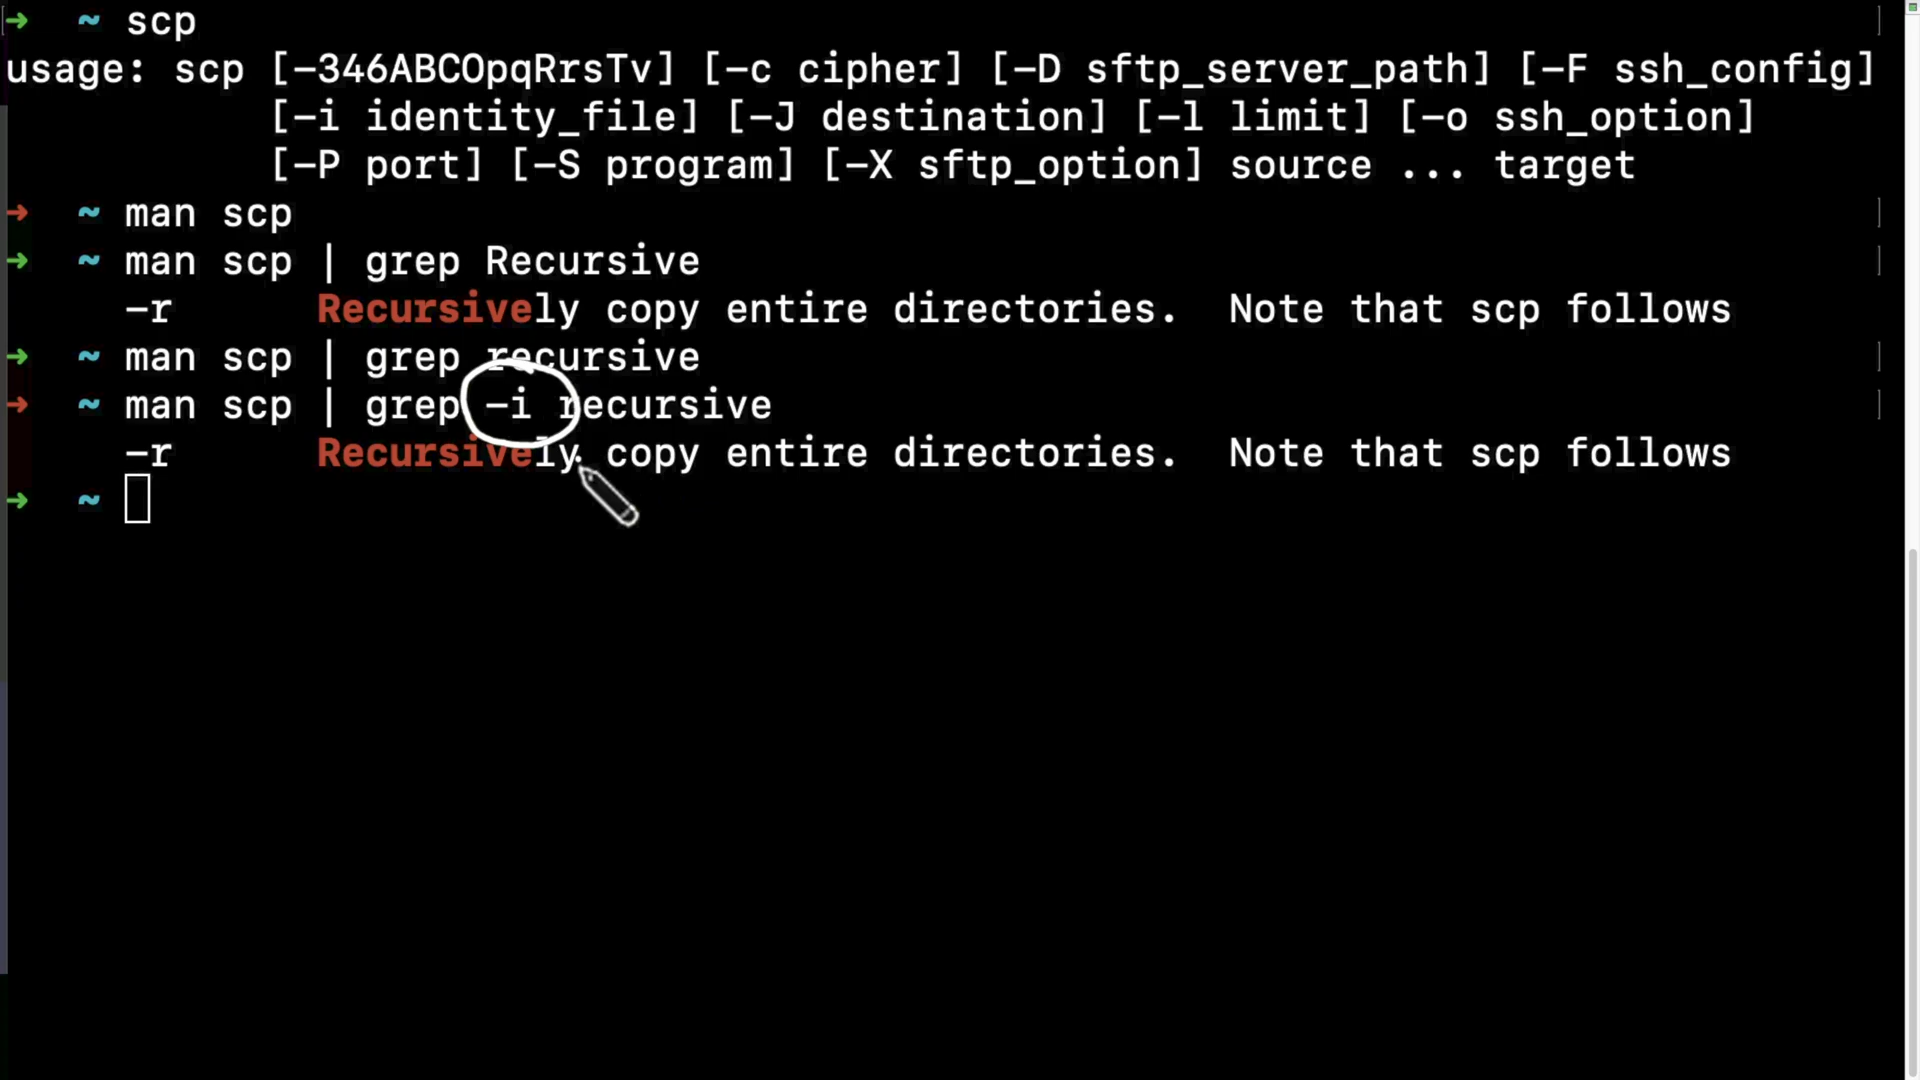 ➜ ~ scp
usage: scp [-346ABCOpqRrsTv] [-c cipher] [-D sftp_server_path] [-F ssh_config]
[-i identity_file] [-J destination] [-l limit] [-o ssh_option]
[-P port] [-S program] [-X sftp_option] source ... target
➜ ~ man scp
➜ ~ man scp | grep Recursive
-r Recursively copy entire directories. Note that scp follows
➜ ~ man scp | grep recursive
➜ ~ man scp | grep -i recursive
-r Recursively copy entire directories. Note that scp follows
➜ ~